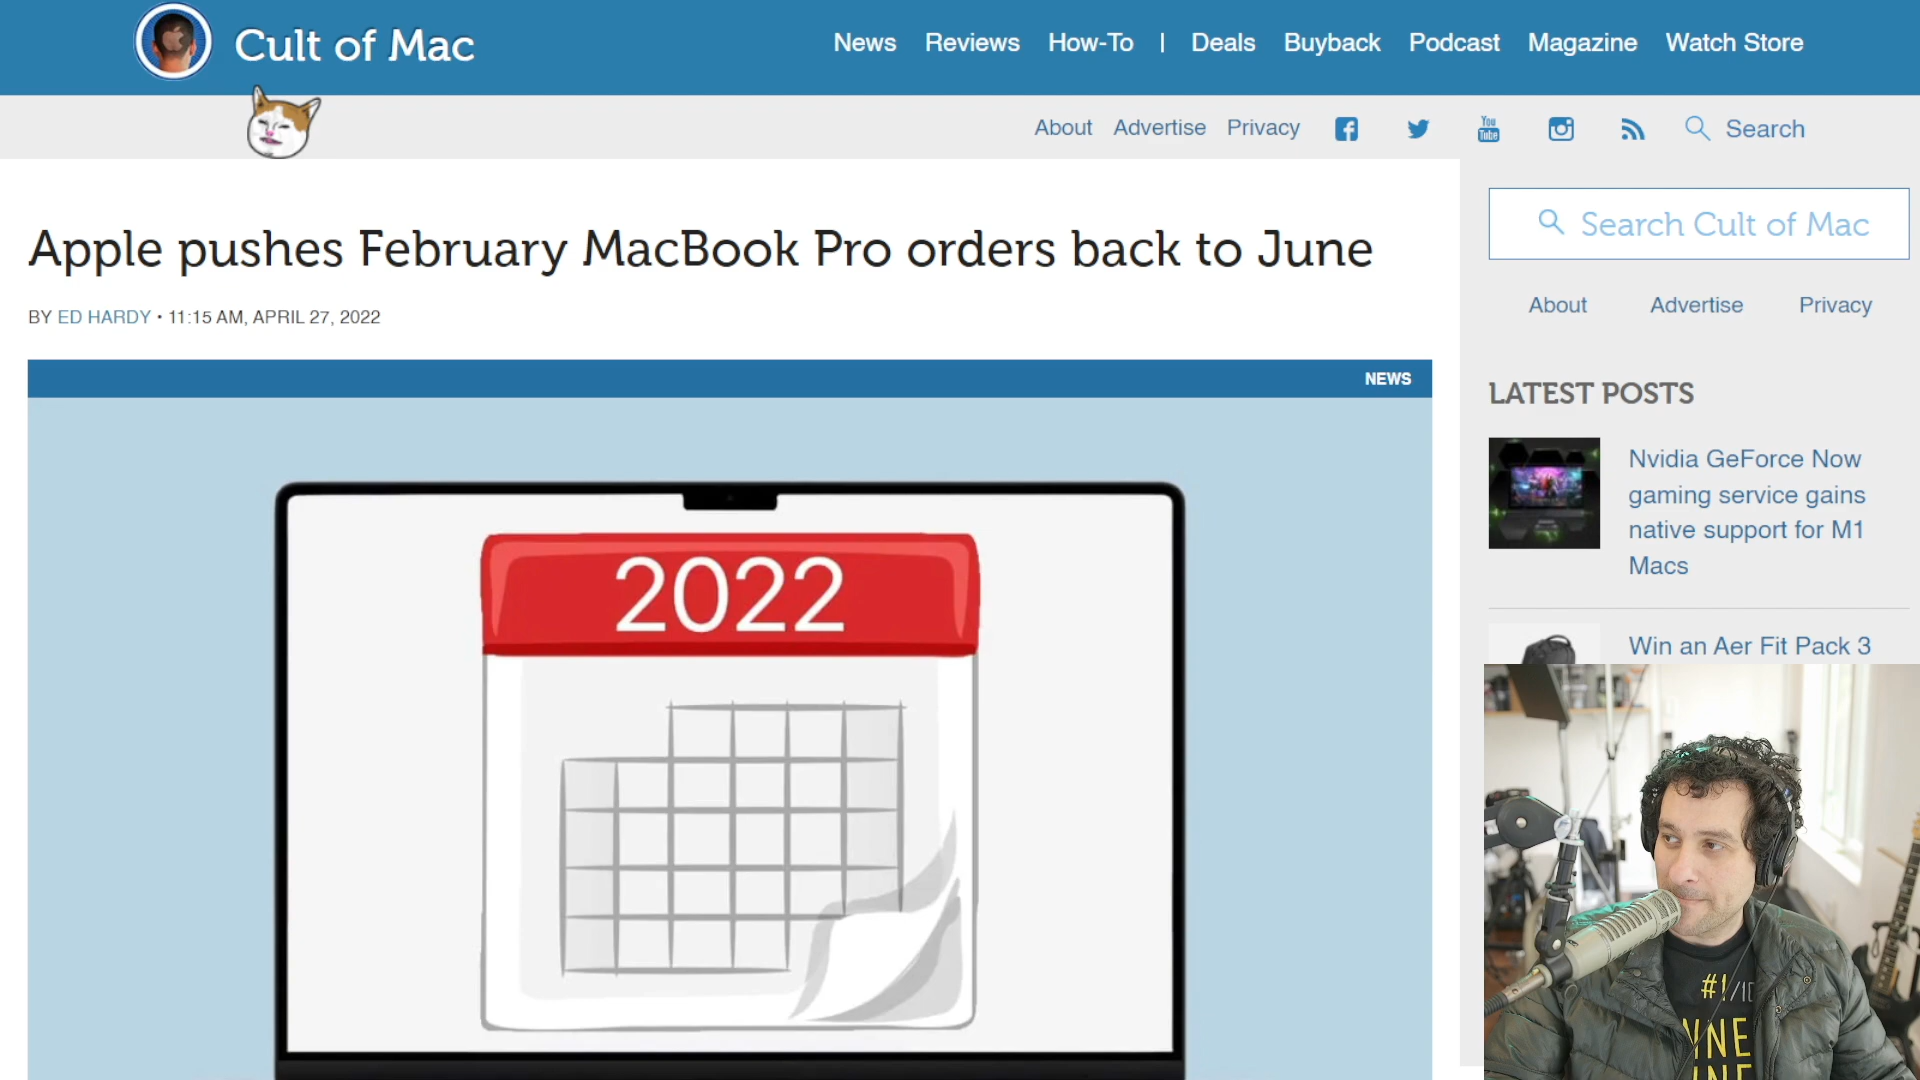 Cult of Mac
News Reviews How-To | Deals Buyback Podcast Magazine Watch Store
About Advertise Privacy You Tube Search
Search Cult of Mac
About Advertise Privacy
Apple pushes February MacBook Pro orders back to June
BY ED HARDY • 11:15 AM, APRIL 27, 2022
NEWS
2022
LATEST POSTS
Nvidia GeForce Now
gaming service gains
native support for M1
Macs
Win an Aer Fit Pack 3